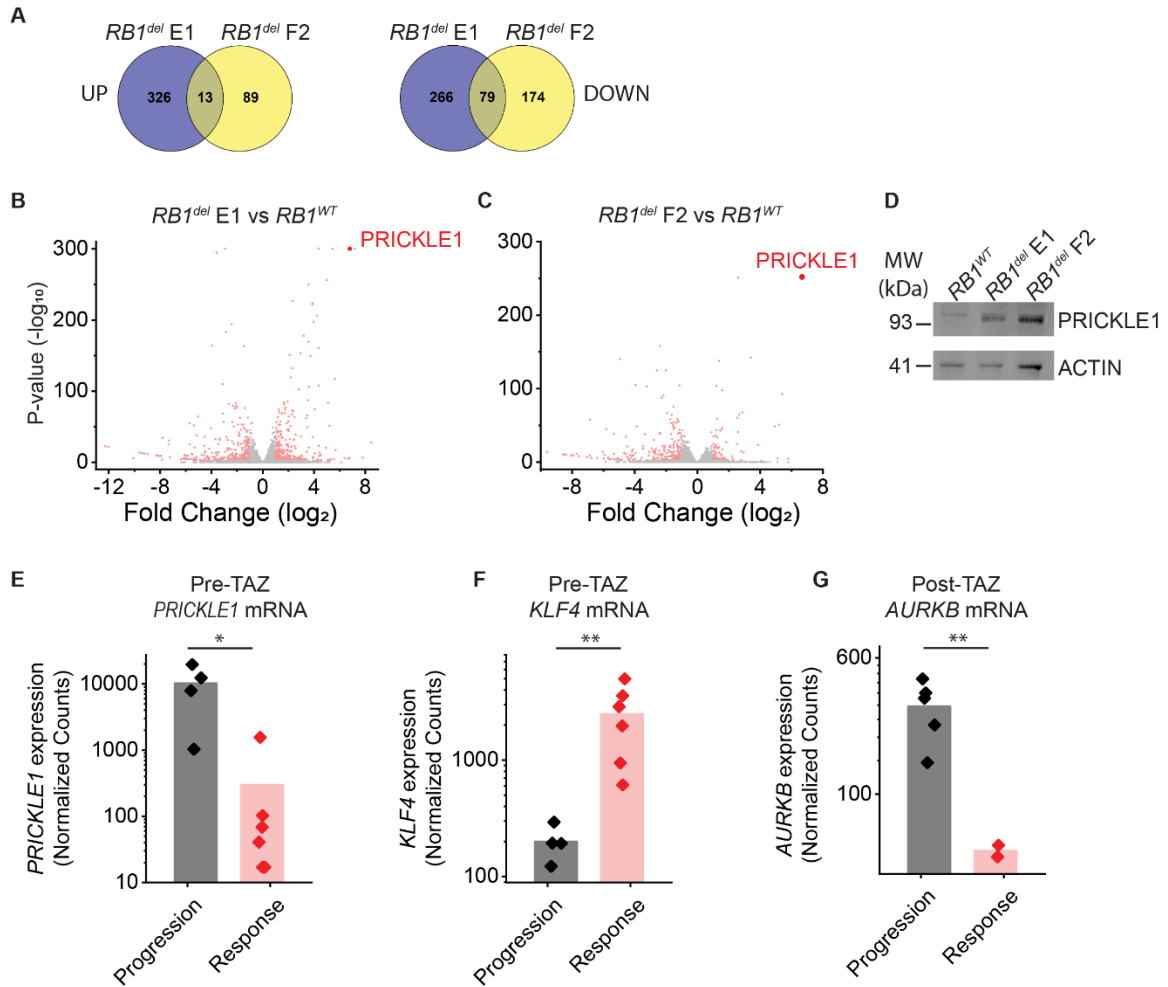 A
RB1del E1 RB1del F2
UP 326 13 89
RB1del E1 RB1del F2
266 79 174 DOWN
B
RB1del E1 vs RB1WT
PRICKLE1
P-value (-log₁₀)
300
200
100
0
-12 -8 -4 0 4 8
Fold Change (log₂)
C
RB1del F2 vs RB1WT
PRICKLE1
300
200
100
0
-8 -4 0 4 8
Fold Change (log₂)
D
MW
(kDa)
RB1WT RB1del E1 RB1del F2
93 PRICKLE1
41 ACTIN
E
Pre-TAZ
PRICKLE1 mRNA
*
PRICKLE1 expression
(Normalized Counts)
10000
1000
100
10
Progression Response
F
Pre-TAZ
KLF4 mRNA
**
KLF4 expression
(Normalized Counts)
1000
100
Progression Response
G
Post-TAZ
AURKB mRNA
**
AURKB expression
(Normalized Counts)
600
100
Progression Response